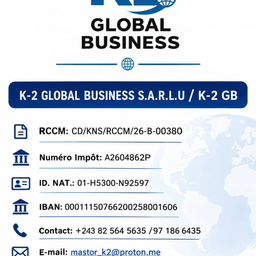 GLOBAL
BUSINESS
K-2 GLOBAL BUSINESS S.A.R.L.U / K-2 GB
RCCM: CD/KNS/RCCM/26-B-00380
Numéro Impôt: A2604862P
ID. NAT.: 01-H5300-N92597
IBAN: 00011150766200258001606
Contact: +243 82 564 5635 /97 186 6435
E-mail: mastor_k2@proton.me